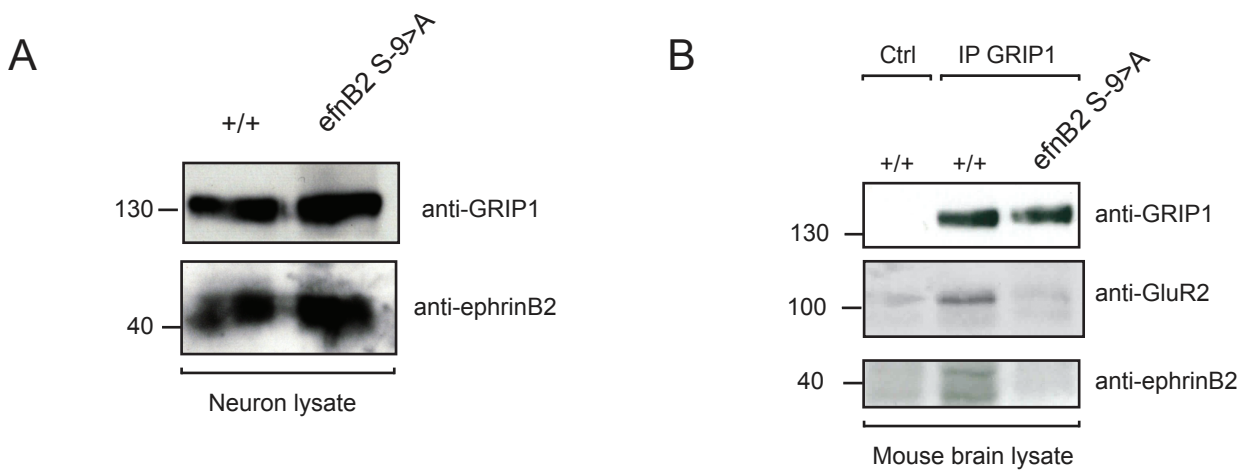 A
+/+
efnB2 S-9>A
130
anti-GRIP1
40
anti-ephrinB2
Neuron lysate
B
Ctrl
IP GRIP1
+/+
+/+
efnB2 S-9>A
130
anti-GRIP1
100
anti-GluR2
40
anti-ephrinB2
Mouse brain lysate